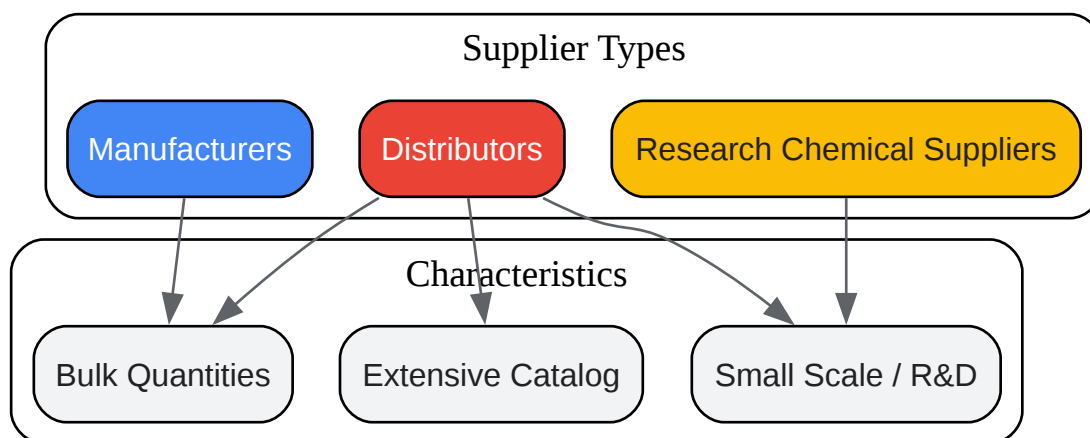 Supplier Types
Manufacturers
Distributors
Research Chemical Suppliers
Characteristics
Bulk Quantities
Extensive Catalog
Small Scale / R&D